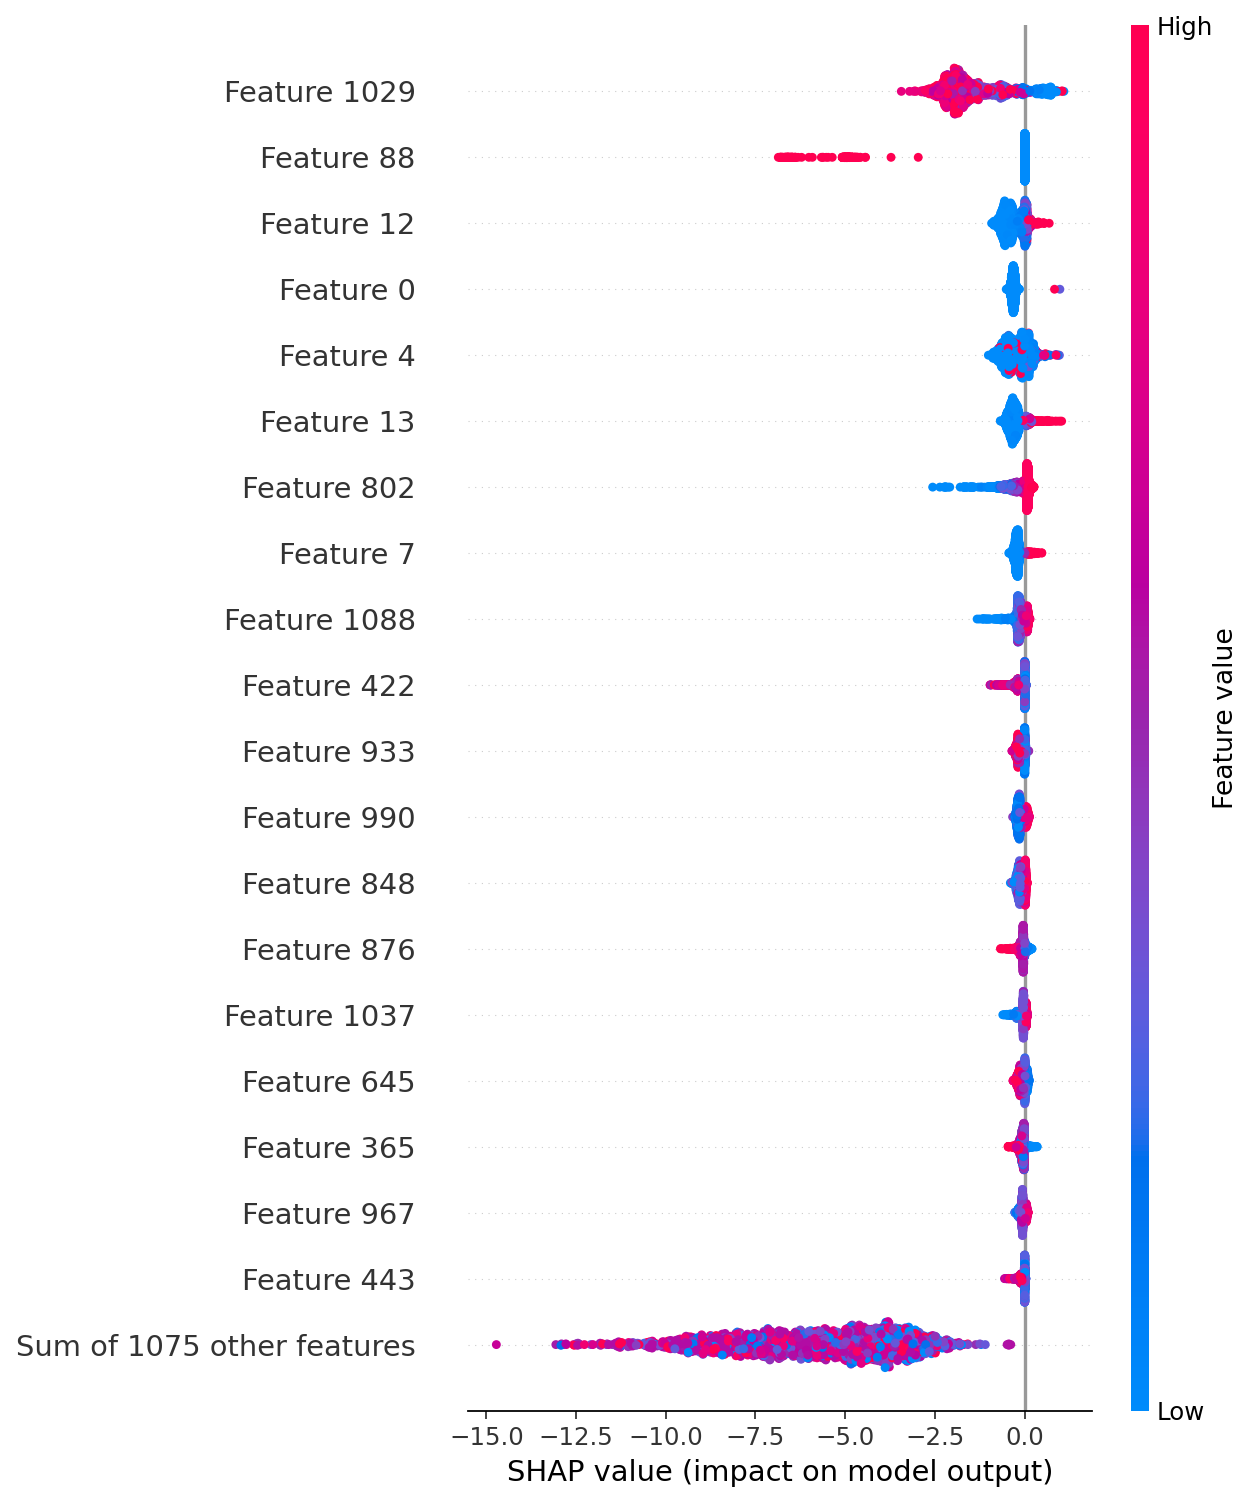 High
Feature 1029
Feature 88
Feature 12
Feature 0
Feature 4
Feature 13
Feature 802
Feature 7
Feature 1088
Feature 422
Feature 933
Feature 990
Feature 848
Feature 876
Feature 1037
Feature 645
Feature 365
Feature 967
Feature 443
Sum of 1075 other features
Feature value
Low
−15.0 −12.5 −10.0 −7.5 −5.0 −2.5 0.0
SHAP value (impact on model output)